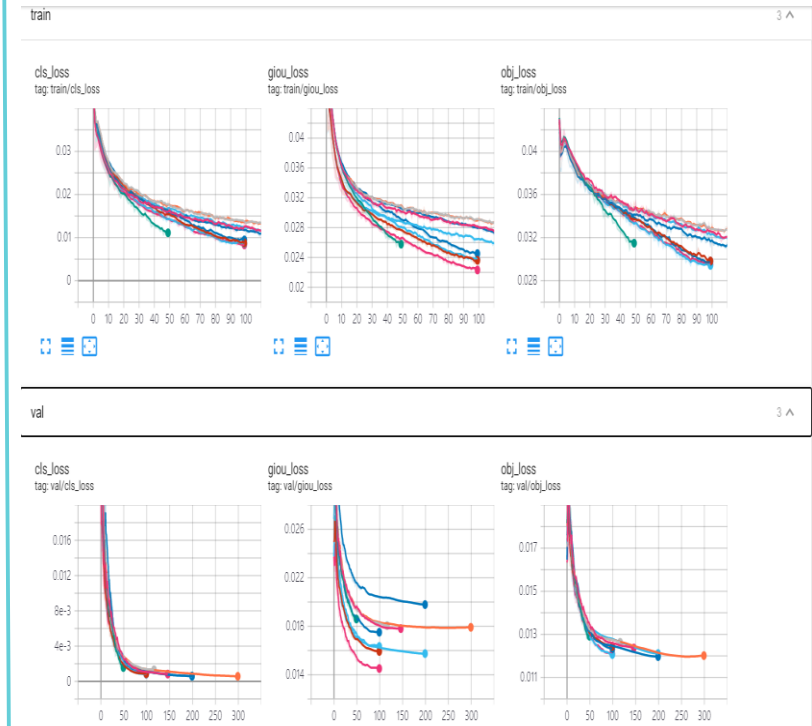 train 3
cls_loss giou_loss obj_loss
tag: train/cls_loss tag: train/giou_loss tag: train/obj_loss
0.03
0.02
0.01
0
0 10 20 30 40 50 60 70 80 90 100
0.04
0.036
0.032
0.028
0.024
0.02
0 10 20 30 40 50 60 70 80 90 100
0.04
0.036
0.032
0.028
0 10 20 30 40 50 60 70 80 90 100
val 3
cls_loss giou_loss obj_loss
tag: val/cls_loss tag: val/giou_loss tag: val/obj_loss
0.016
0.012
8e-3
4e-3
0
0 50 100 150 200 250 300
0.026
0.022
0.018
0.014
0 50 100 150 200 250 300
0.017
0.015
0.013
0.011
0 50 100 150 200 250 300